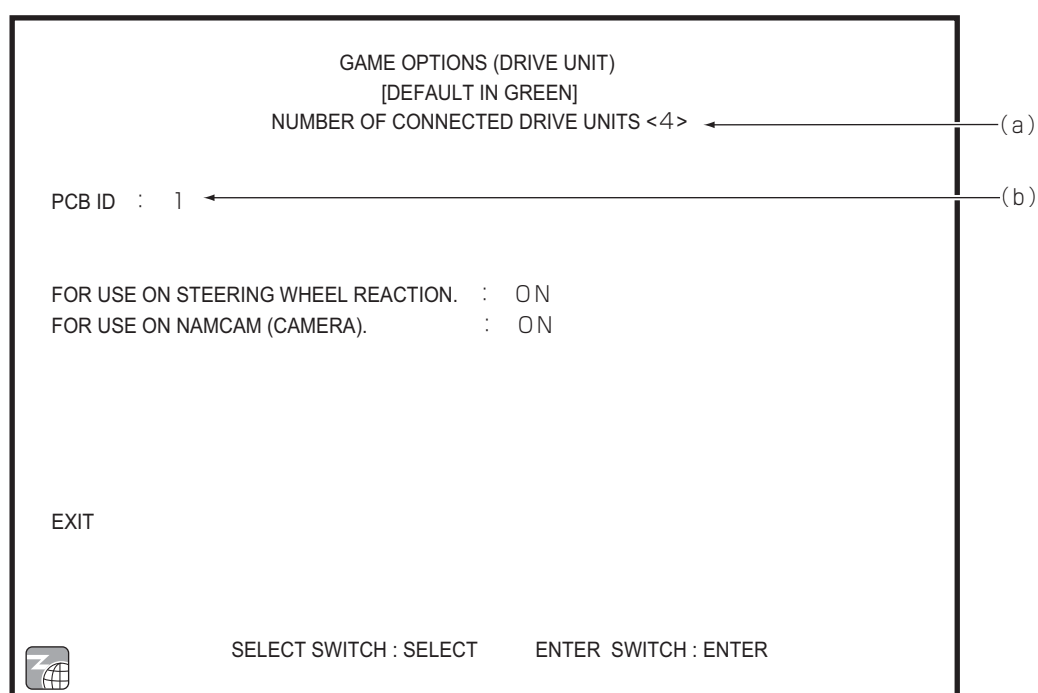 GAME OPTIONS (DRIVE UNIT)
[DEFAULT IN GREEN]
NUMBER OF CONNECTED DRIVE UNITS <4>
(a)
PCB ID : 1
(b)
FOR USE ON STEERING WHEEL REACTION. : ON
FOR USE ON NAMCAM (CAMERA). : ON
EXIT
SELECT SWITCH : SELECT ENTER SWITCH : ENTER